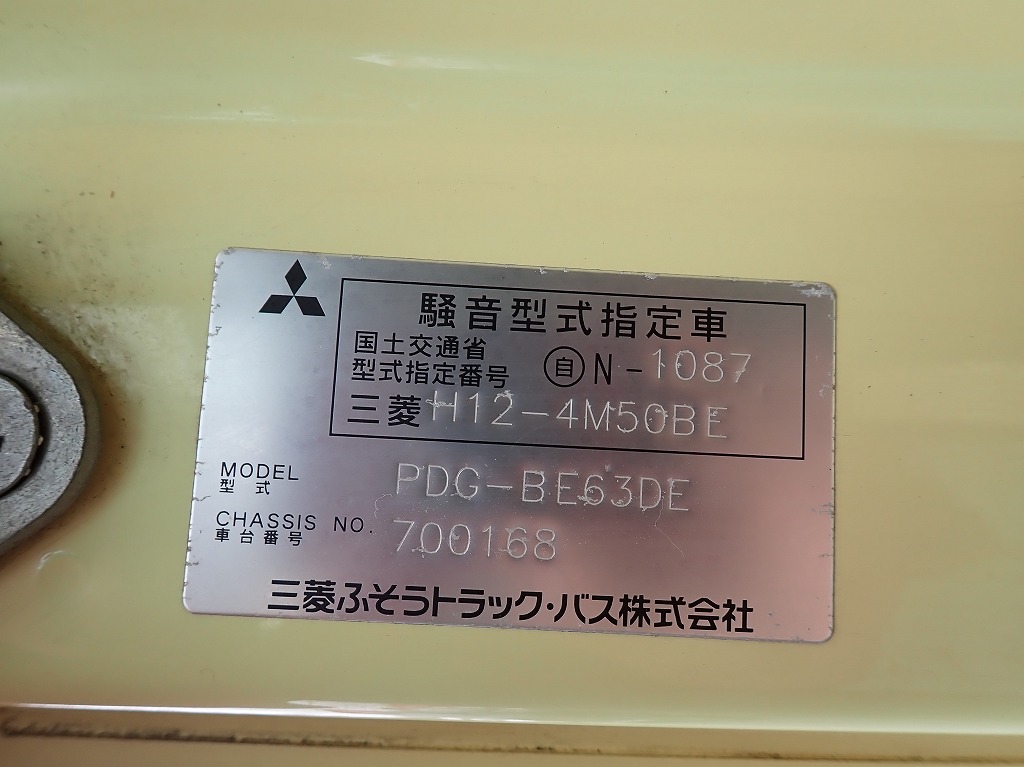 騒音型式指定車
国土交通省
型式指定番号 自 N-1087
三菱 H12-4M50BE
MODEL
型式 PDG-BE63DE
CHASSIS NO.
車台番号 700168
三菱ふそうトラック・バス株式会社